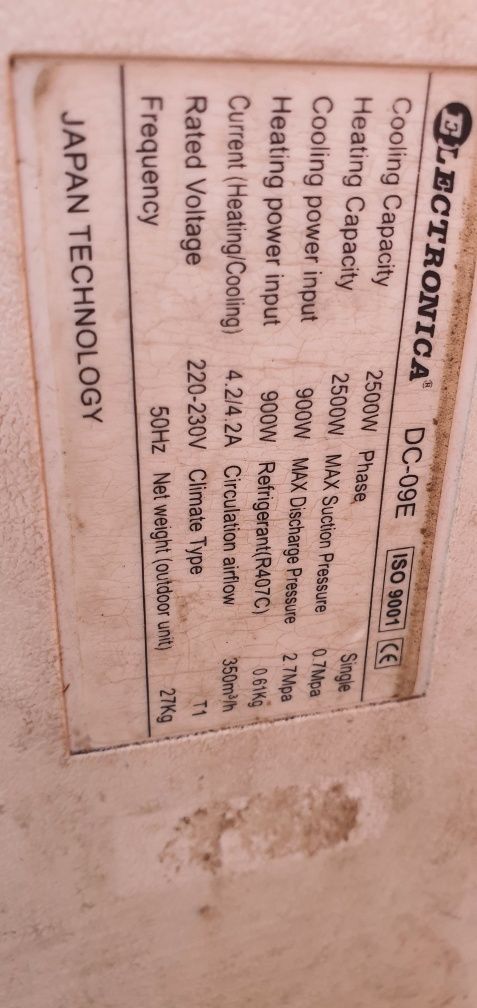 ELECTRONICA® DC-09E ISO 9001 CE
Cooling Capacity 2500W Phase Single
Heating Capacity 2500W MAX Suction Pressure 0.7Mpa
Cooling power input 900W MAX Discharge Pressure 2.7Mpa
Heating power input 900W Refrigerant(R407C) 0.61Kg
Current (Heating/Cooling) 4.2/4.2A Circulation airflow 350m³/h
Rated Voltage 220-230V Climate Type T1
Frequency 50Hz Net weight (outdoor unit) 27Kg
JAPAN TECHNOLOGY